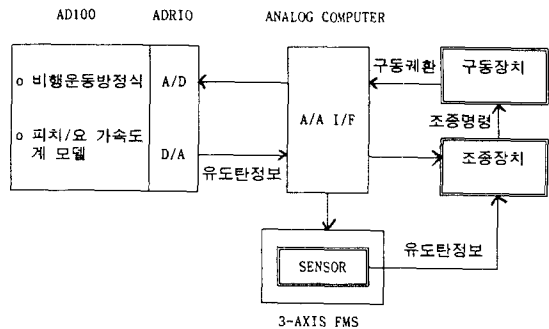 AD100 ADRIO ANALOG COMPUTER
o 비행운동방정식
o 피치/요 가속도
계 모델
A/D
D/A
유도탄정보
A/A I/F
구동궤환
구동장치
조종명령
조종장치
유도탄정보
SENSOR
3-AXIS FMS